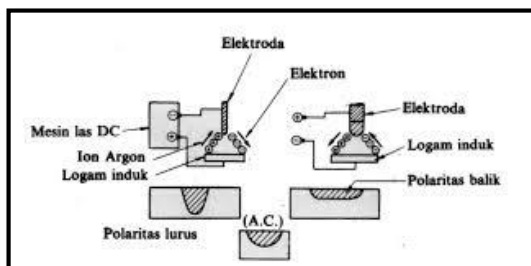 Elektroda
Elektron
Mesin las DC
Ion Argon
Logam induk
Polaritas lurus
(A.C.)
Elektroda
Logam induk
Polaritas balik